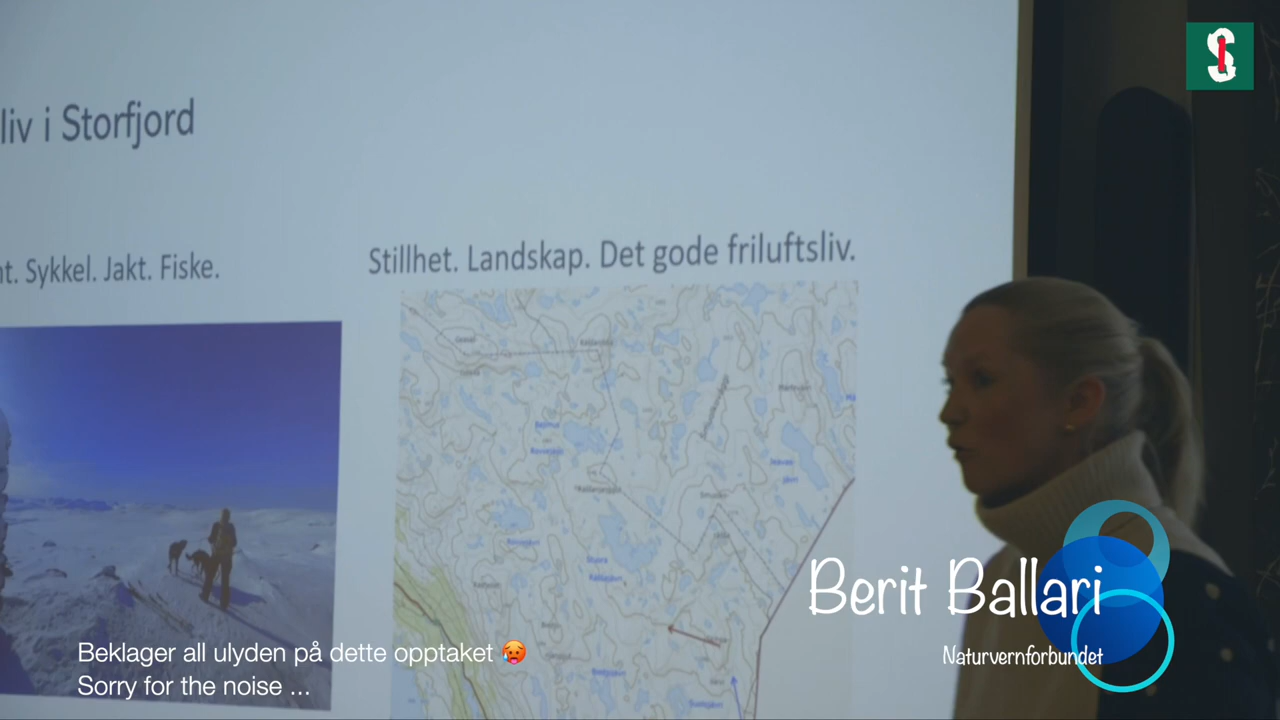 liv i Storfjord
nt. Sykkel. Jakt. Fiske.
Stillhet. Landskap. Det gode friluftsliv.
Berit Ballari
Naturvernforbundet
Beklager all ulyden på dette opptaket 🥵
Sorry for the noise ...